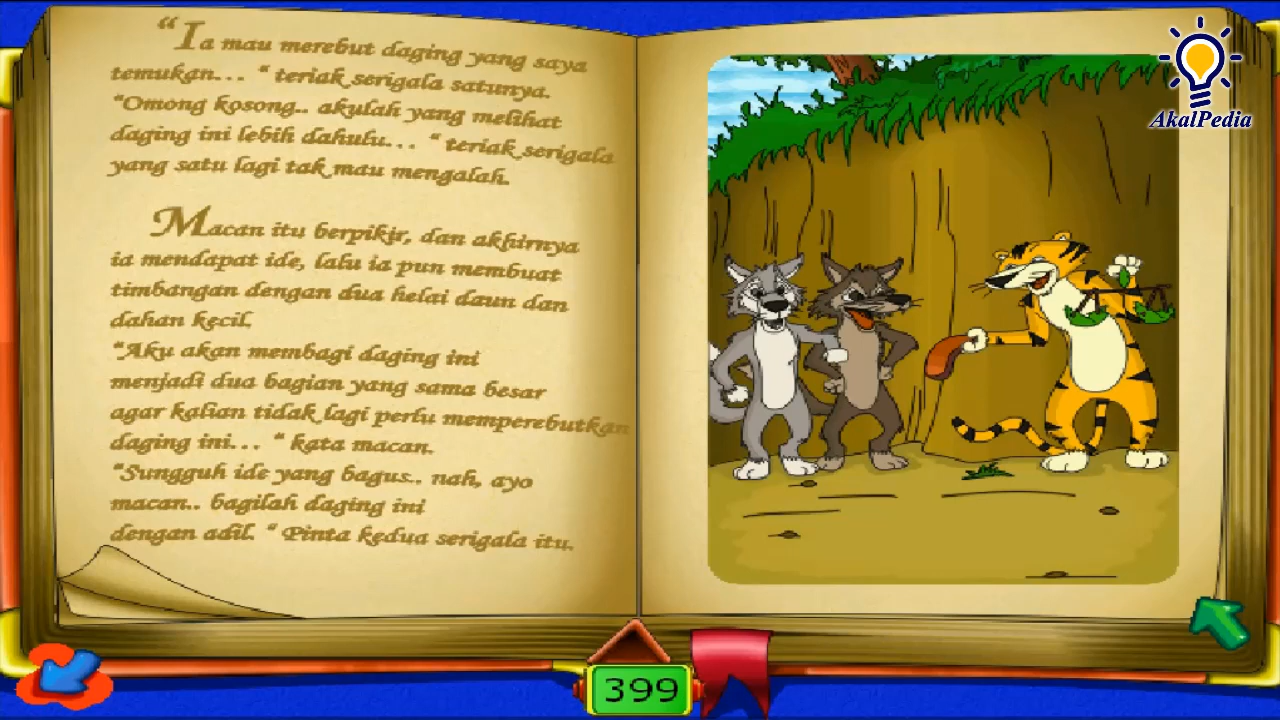 “Ia mau merebut daging yang saya
temukan... “ teriak serigala satunya.
“Omong kosong.. akulah yang melihat
daging ini lebih dahulu... “ teriak serigala
yang satu lagi tak mau mengalah.
Macan itu berpikir, dan akhirnya
ia mendapat ide, lalu ia pun membuat
timbangan dengan dua helai daun dan
dahan kecil.
“Aku akan membagi daging ini
menjadi dua bagian yang sama besar
agar kalian tidak lagi perlu memperebutkan
daging ini... “ kata macan.
“Sungguh ide yang bagus.. nah, ayo
macan.. bagilah daging ini
dengan adil. “ Pinta kedua serigala itu.
AkalPedia
399